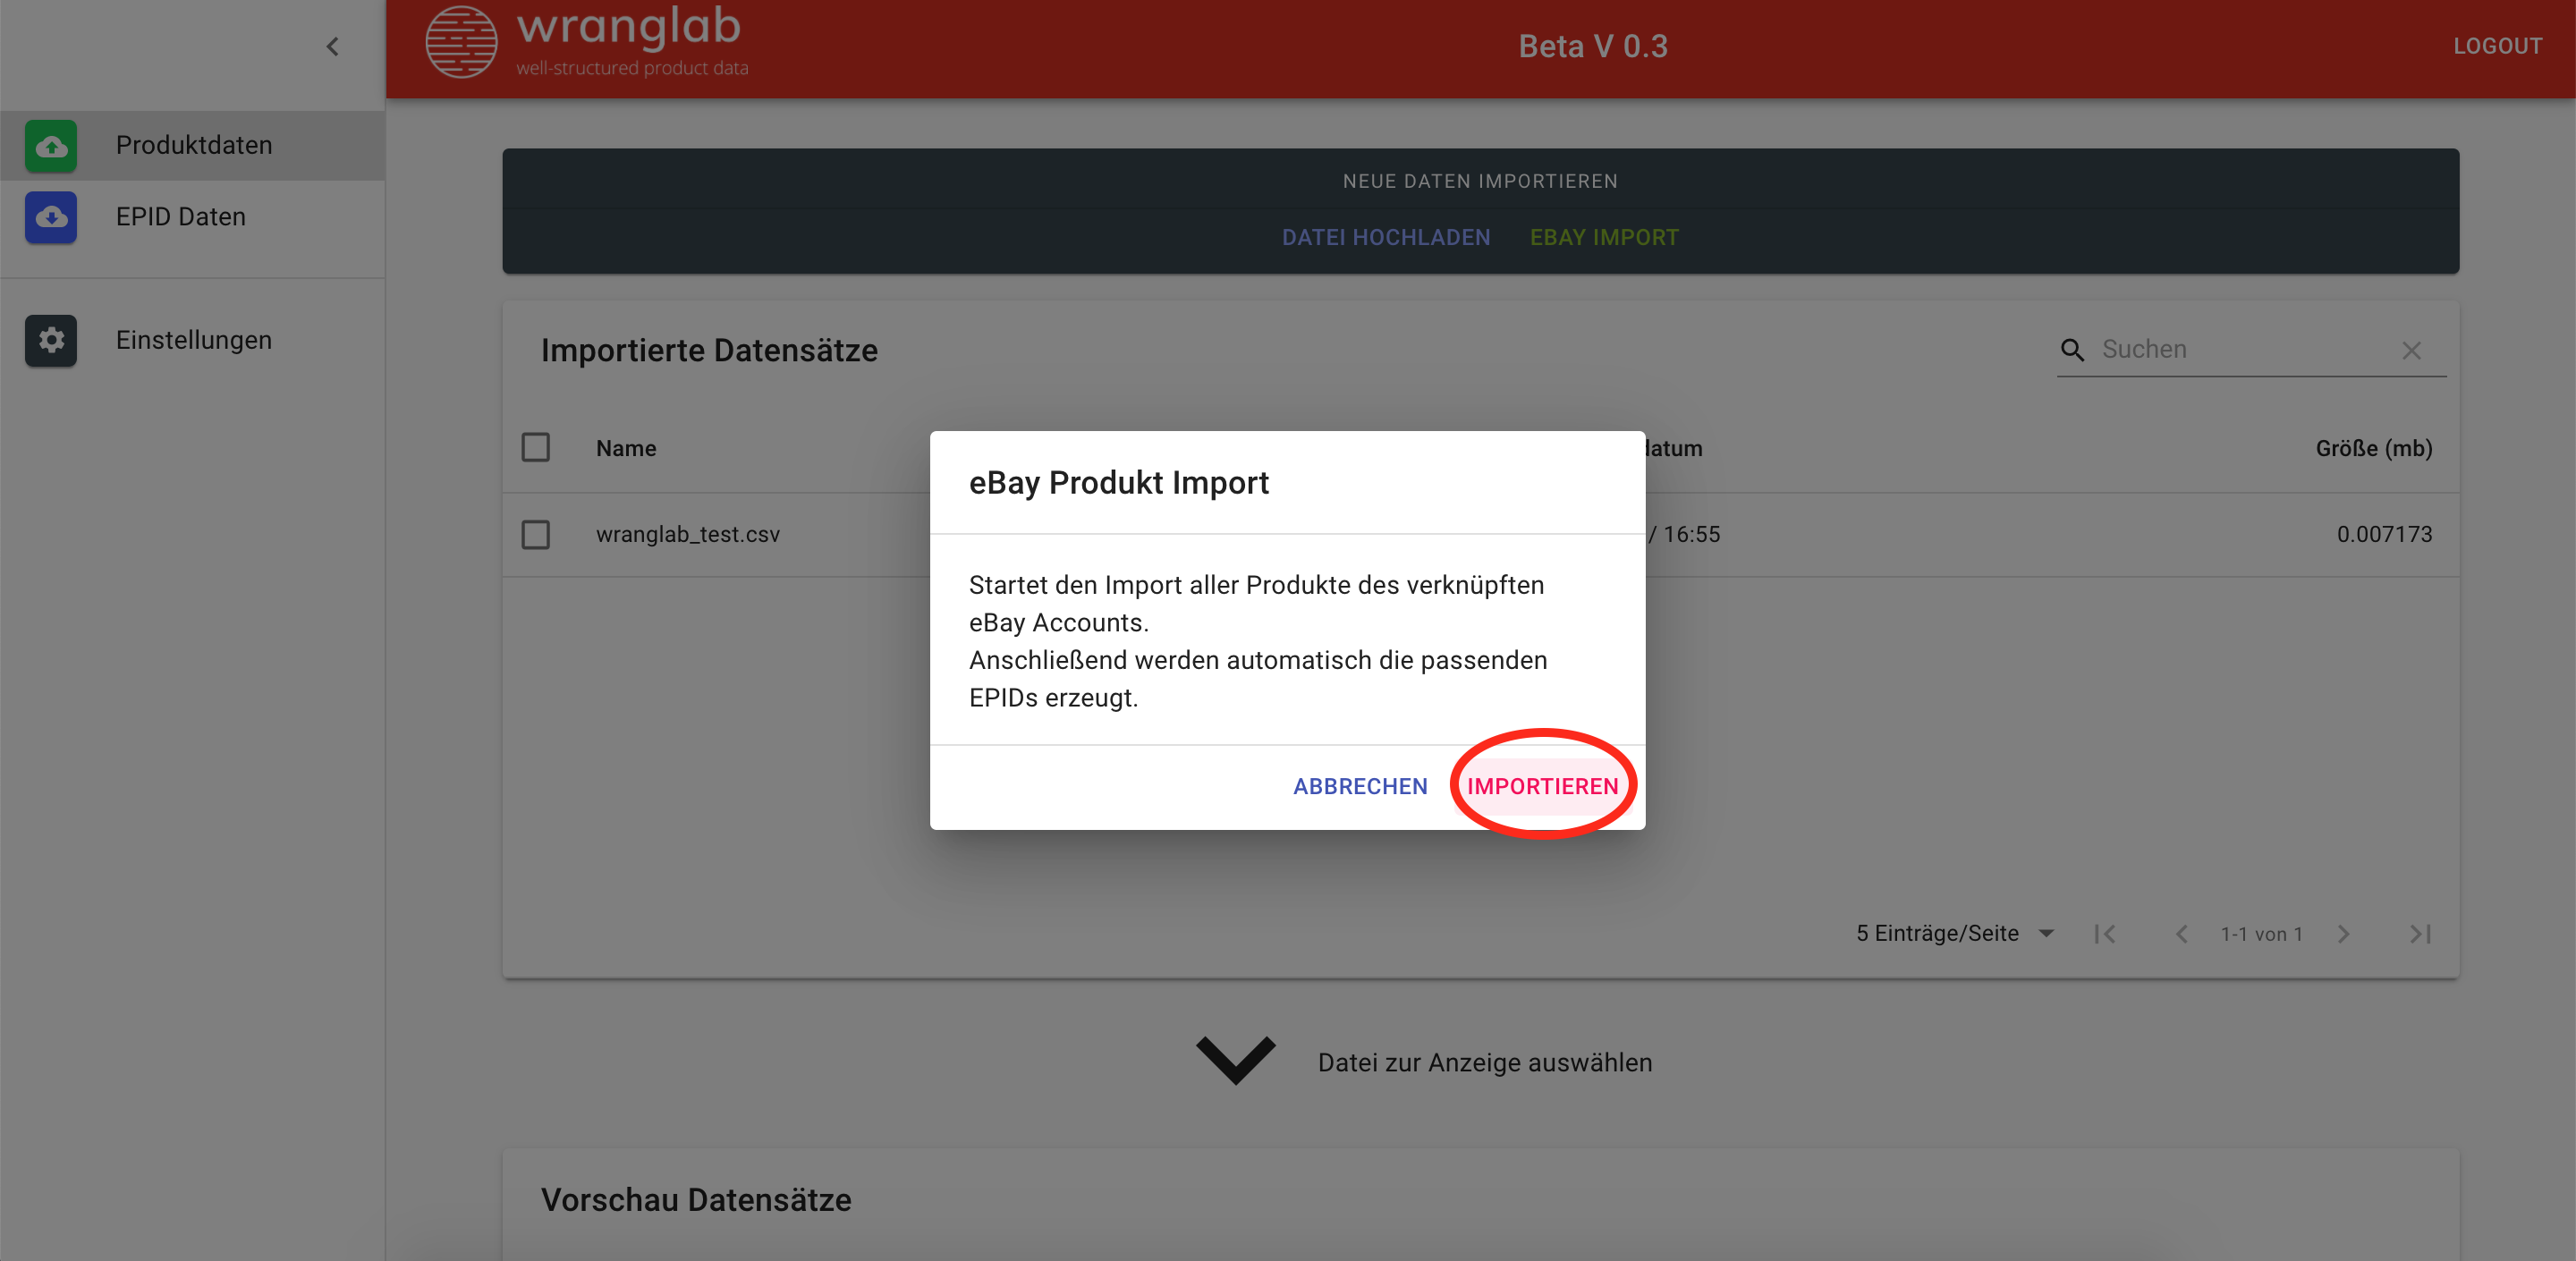 wranglab
well-structured product data
Beta V 0.3
LOGOUT
Produktdaten
EPID Daten
Einstellungen
NEUE DATEN IMPORTIEREN
DATEI HOCHLADEN EBAY IMPORT
Importierte Datensätze
Suchen
Name datum Größe (mb)
wranglab_test.csv / 16:55 0.007173
eBay Produkt Import
Startet den Import aller Produkte des verknüpften
eBay Accounts.
Anschließend werden automatisch die passenden
EPIDs erzeugt.
ABBRECHEN IMPORTIEREN
5 Einträge/Seite 1-1 von 1
Datei zur Anzeige auswählen
Vorschau Datensätze